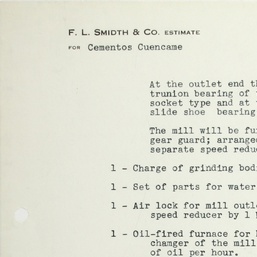 F. L. SMIDTH & CO. ESTIMATE
FOR Cementos Cuencame
At the outlet end th
trunion bearing of
socket type and at
slide shoe bearing
The mill will be fu
gear guard; arranged
separate speed redu
1 - Charge of grinding bodi
1 - Set of parts for water
1 - Air lock for mill outle
speed reducer by 1 H
1 - Oil-fired furnace for
changer of the mill
of oil per hour.